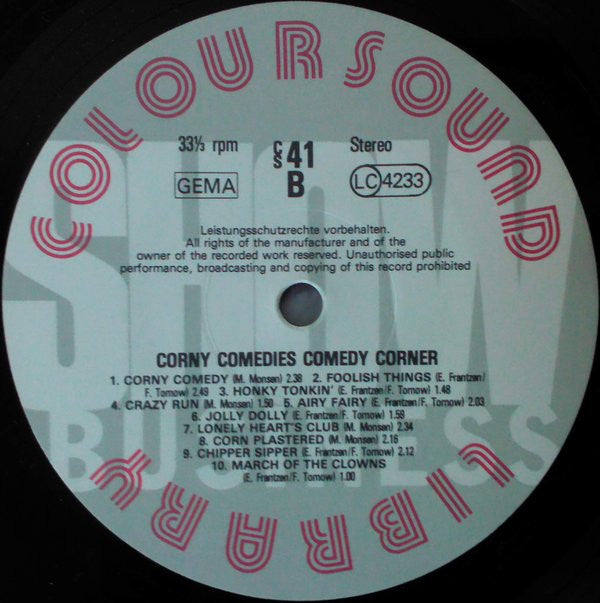 COLOURSOUND
33⅓ rpm
CS 41
Stereo
GEMA
B
LC 4233
Leistungsschutzrechte vorbehalten.
All rights of the manufacturer and of the
owner of the recorded work reserved. Unauthorised public
performance, broadcasting and copying of this record prohibited
SHOW
CORNY COMEDIES COMEDY CORNER
1. CORNY COMEDY (M. Monsen) 2.38 2. FOOLISH THINGS (E. Frantzen/
F. Tornow) 2.49 3. HONKY TONKIN' (E. Frantzen/F. Tornow) 1.48
4. CRAZY RUN (M. Monsen) 1.50 5. AIRY FAIRY (E. Frantzen/F. Tornow) 2.03
6. JOLLY DOLLY (E. Frantzen/F. Tornow) 1.59
7. LONELY HEART'S CLUB (M. Monsen) 2.34
8. CORN PLASTERED (M. Monsen) 2.16
9. CHIPPER SIPPER (E. Frantzen/F. Tornow) 2.12
10. MARCH OF THE CLOWNS
(E. Frantzen/F. Tornow) 1.00
BUSINESS
LIBRARY